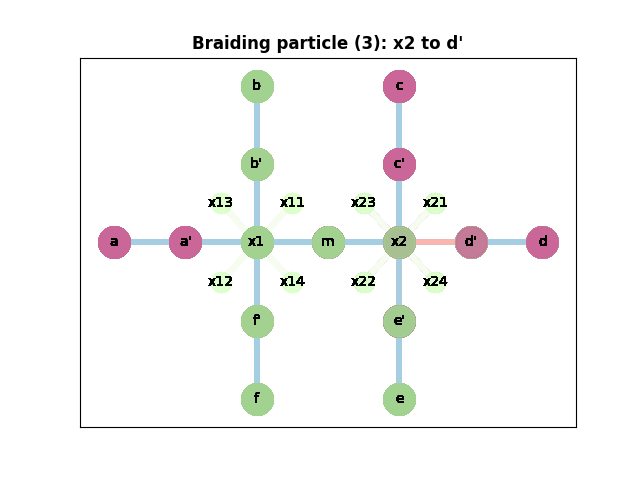 Braiding particle (3): x2 to d'
b c
b' c'
x13 x11 x23 x21
a a' x1 m x2 d' d
x12 x14 x22 x24
f' e'
f e